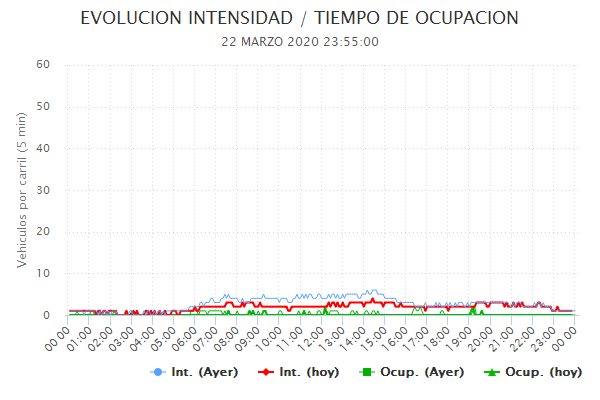 EVOLUCION INTENSIDAD / TIEMPO DE OCUPACION
22 MARZO 2020 23:55:00
Vehiculos por carril (5 min)
60
50
40
30
20
10
0
00:00 01:00 02:00 03:00 04:00 05:00 06:00 07:00 08:00 09:00 10:00 11:00 12:00 13:00 14:00 15:00 16:00 17:00 18:00 19:00 20:00 21:00 22:00 23:00 00:00
Int. (Ayer) Int. (hoy) Ocup. (Ayer) Ocup. (hoy)